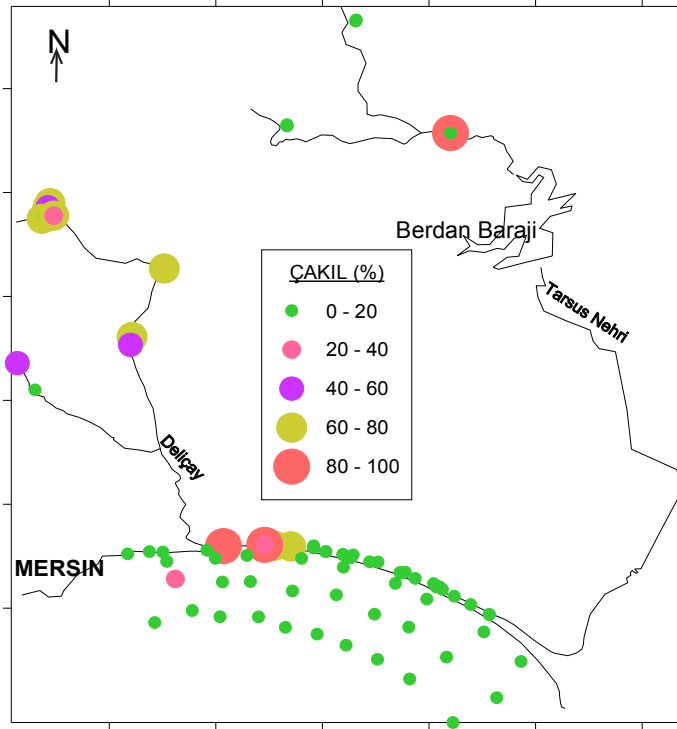 N
Berdan Baraji
ÇAKIL (%)
0 - 20
20 - 40
40 - 60
60 - 80
80 - 100
Tarsus Nehri
Deliçay
MERSIN